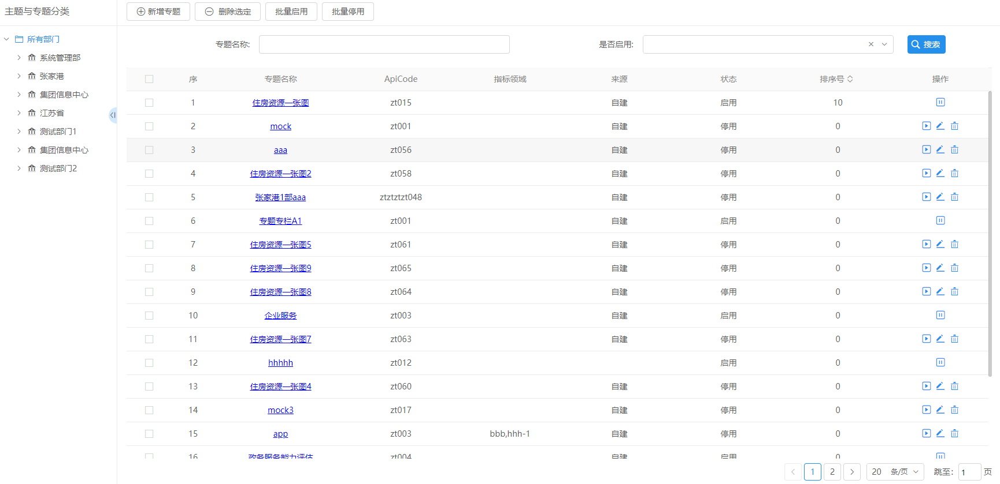 主题与专题分类
新增专题 删除选定 批量启用 批量停用
所有部门
系统管理部
张家港
集团信息中心
江苏省
测试部门1
集团信息中心
测试部门2
专题名称: 是否启用: 搜索
序 专题名称 ApiCode 指标领域 来源 状态 排序号 操作
1 住房资源一张图 zt015 自建 启用 10
2 mock zt001 自建 停用 0
3 aaa zt056 自建 停用 0
4 住房资源一张图2 zt058 自建 停用 0
5 张家港1部aaa ztztztzt048 自建 停用 0
6 专题专栏A1 zt001 自建 启用 0
7 住房资源一张图5 zt061 自建 停用 0
8 住房资源一张图9 zt065 自建 停用 0
9 住房资源一张图8 zt064 自建 停用 0
10 企业服务 zt003 自建 启用 0
11 住房资源一张图7 zt063 自建 停用 0
12 hhhhh zt012 启用 0
13 住房资源一张图4 zt060 自建 停用 0
14 mock3 zt017 自建 停用 0
15 app zt003 bbb,hhh-1 自建 停用 0
16 政务服务能力评估 zt004 自建 启用 0
1 2 20 条/页 跳至: 1 页